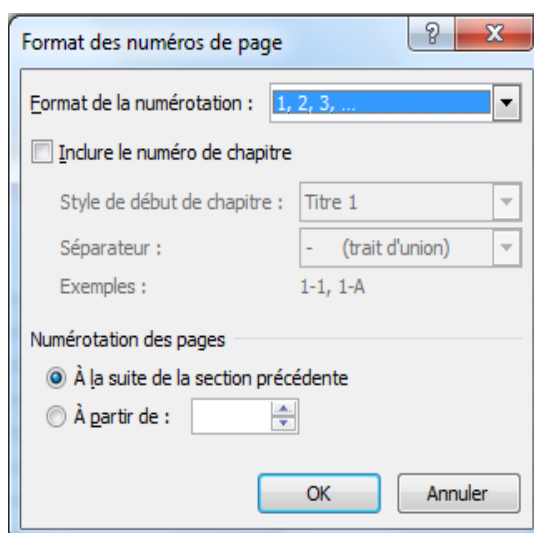 Format des numéros de page
Format de la numérotation : 1, 2, 3, ...
Inclure le numéro de chapitre
Style de début de chapitre : Titre 1
Séparateur : - (trait d'union)
Exemples : 1-1, 1-A
Numérotation des pages
À la suite de la section précédente
À partir de :
OK Annuler